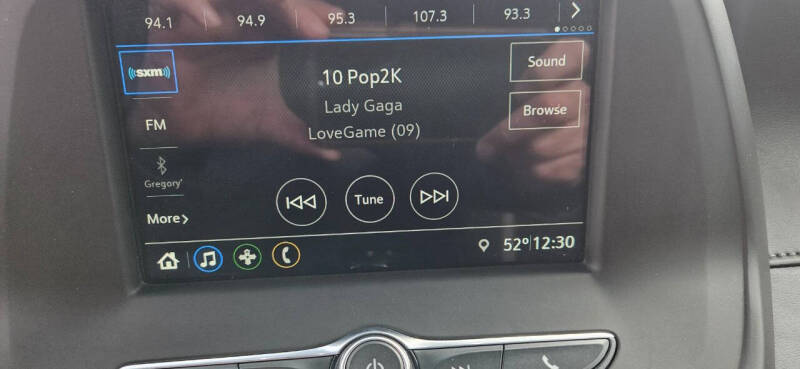 94.1 94.9 95.3 107.3 93.3
sxm
10 Pop2K
Sound
Lady Gaga
FM
LoveGame (09)
Browse
Gregory'
Tune
More
52° 12:30